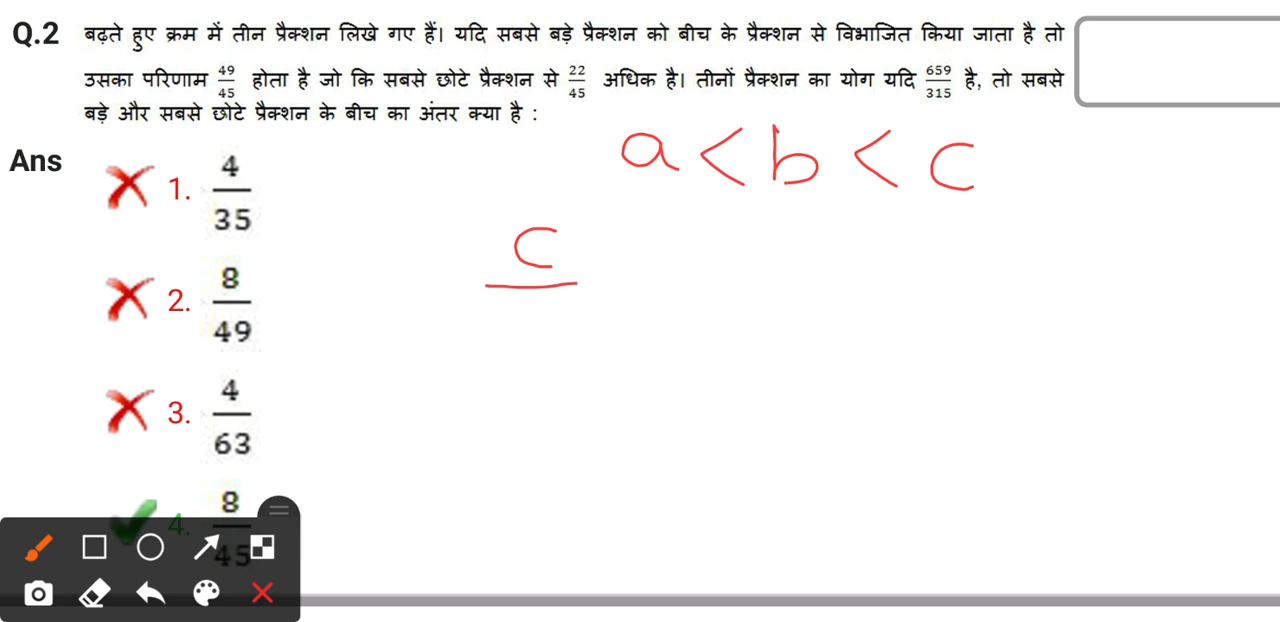 Q.2 बढ़ते हुए क्रम में तीन प्रैक्शन लिखे गए हैं। यदि सबसे बड़े प्रैक्शन को बीच के प्रैक्शन से विभाजित किया जाता है तो
उसका परिणाम 49/45 होता है जो कि सबसे छोटे प्रैक्शन से 22/45 अधिक है। तीनों प्रैक्शन का योग यदि 659/315 है, तो सबसे
बड़े और सबसे छोटे प्रैक्शन के बीच का अंतर क्या है :
a < b < c
Ans 1. 4/35
c
2. 8/49
3. 4/63
4. 8/45